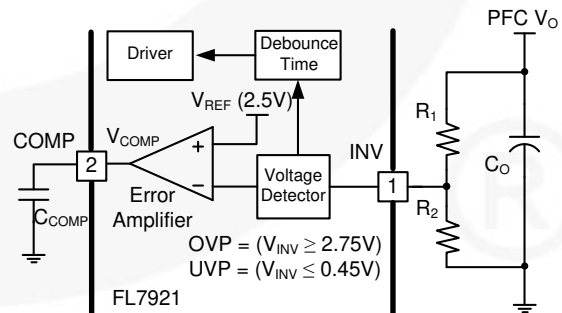 PFC VO
Driver
Debounce
Time
VREF (2.5V)
R1
COMP
VCOMP
INV
CO
2
+
−
Voltage
Detector
1
CCOMP
Error
Amplifier
R2
OVP = (VINV ≥ 2.75V)
UVP = (VINV ≤ 0.45V)
FL7921
®